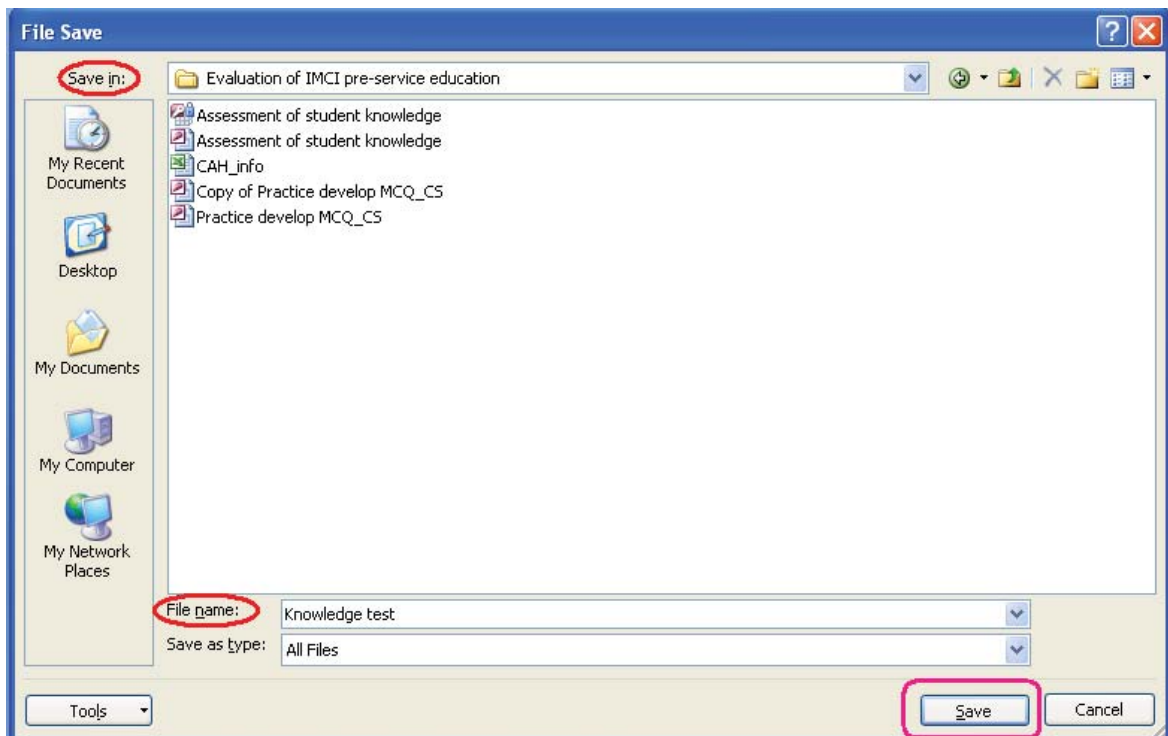 File Save
Save in:
Evaluation of IMCI pre-service education
Assessment of student knowledge
Assessment of student knowledge
CAH_info
Copy of Practice develop MCQ_CS
Practice develop MCQ_CS
My Recent
Documents
Desktop
My Documents
My Computer
My Network
Places
File name:
Knowledge test
Save as type:
All Files
Tools
Save
Cancel